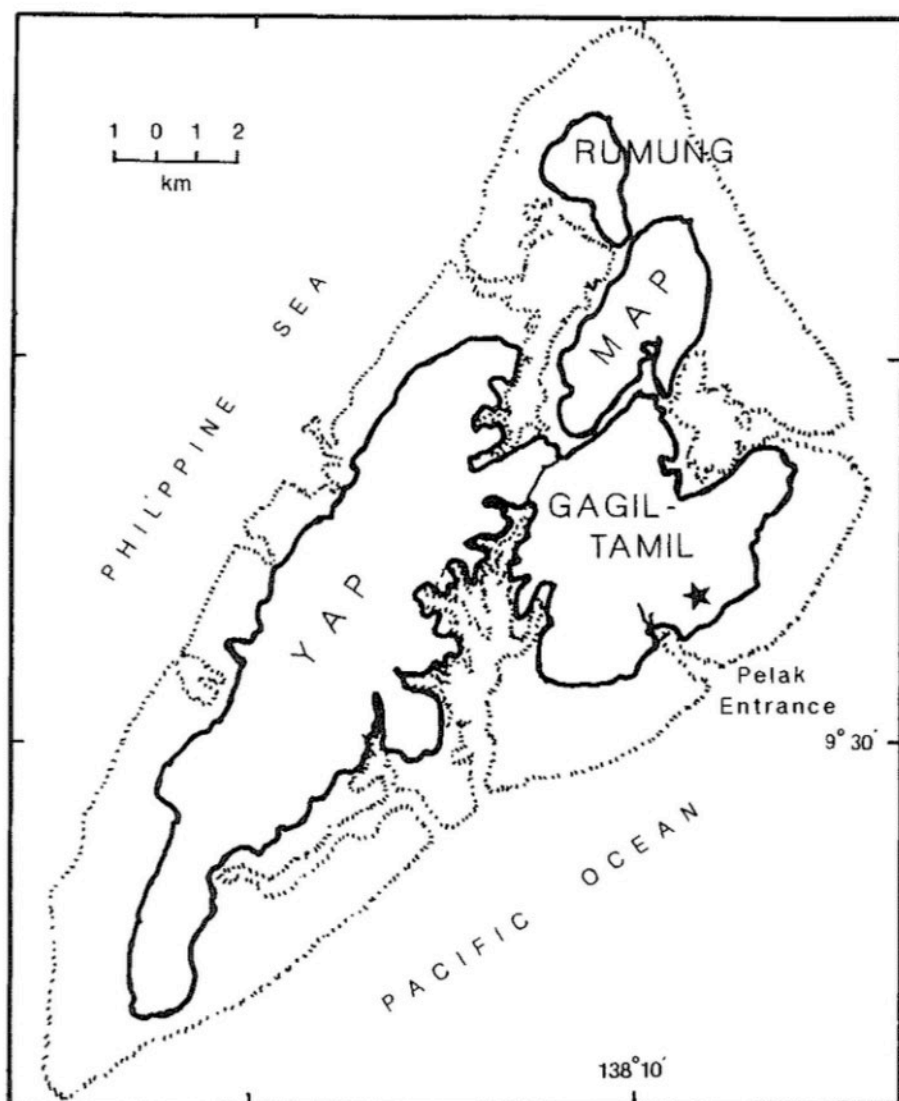 1 0 1 2
km
RUMUNG
MAP
PHILIPPINE SEA
GAGIL-
TAMIL
YAP
Pelak
Entrance
9° 30'
PACIFIC OCEAN
138° 10'